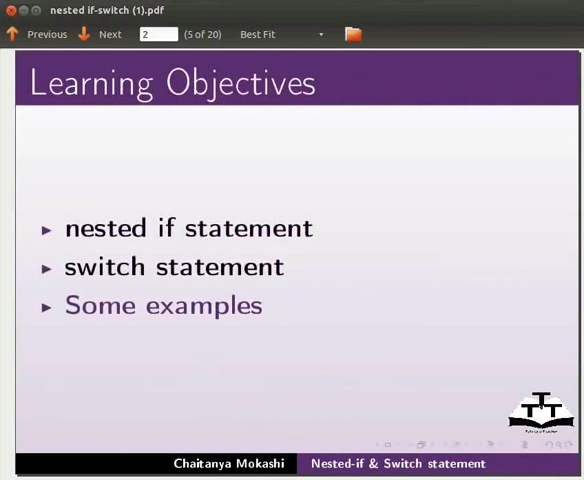 nested if-switch (1).pdf
Previous Next 2 (5 of 20) Best Fit
Learning Objectives
nested if statement
switch statement
Some examples
TTT
Chaitanya Mokashi Nested-if & Switch statement